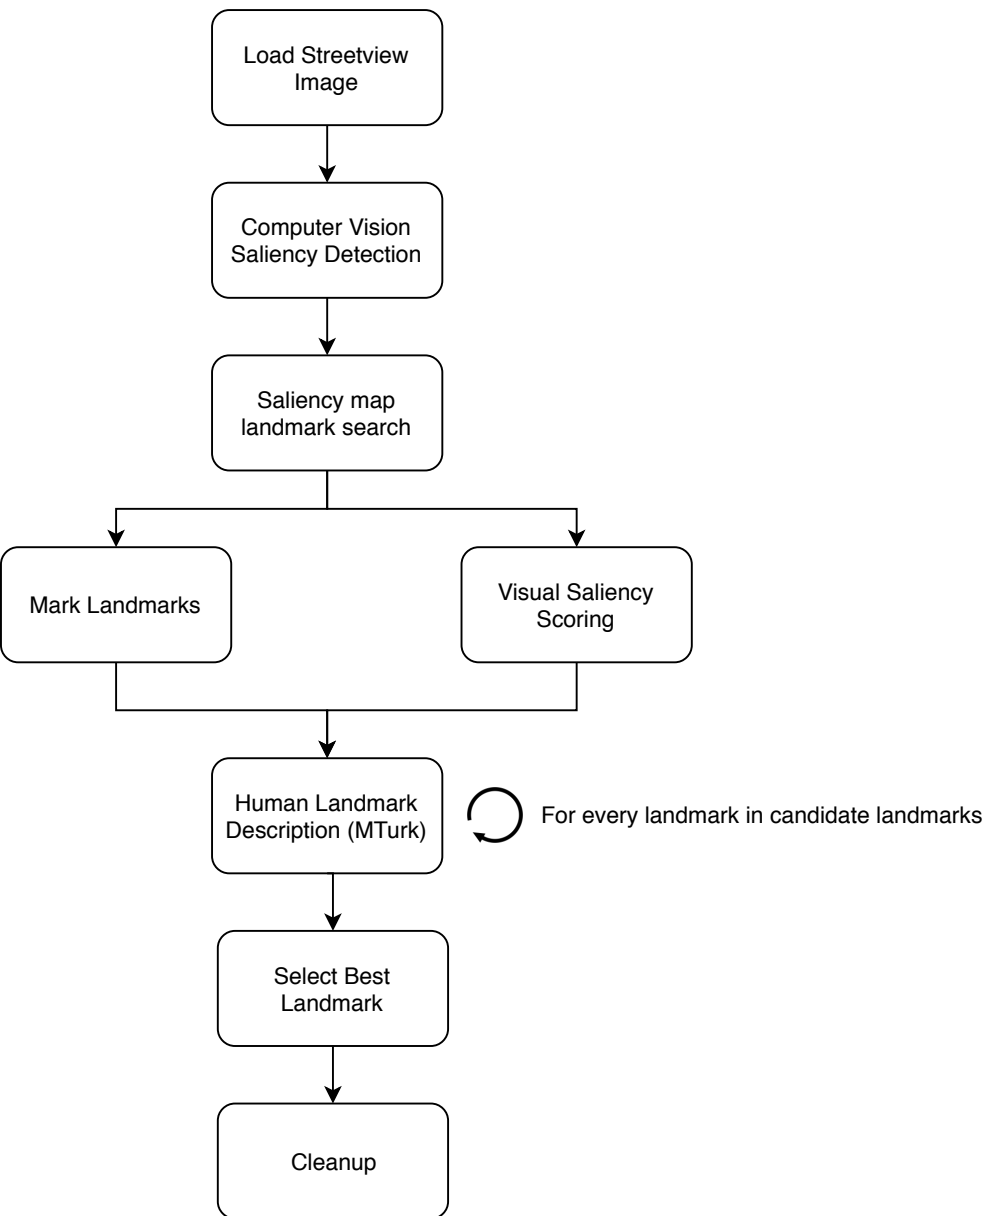 Load Streetview
Image
Computer Vision
Saliency Detection
Saliency map
landmark search
Mark Landmarks
Visual Saliency
Scoring
Human Landmark
Description (MTurk)
For every landmark in candidate landmarks
Select Best
Landmark
Cleanup